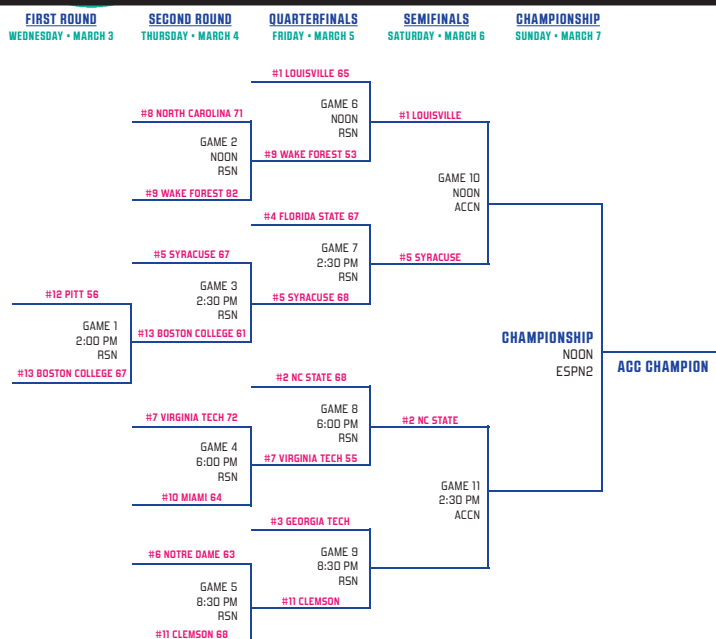 FIRST ROUND
WEDNESDAY • MARCH 3
SECOND ROUND
THURSDAY • MARCH 4
QUARTERFINALS
FRIDAY • MARCH 5
SEMIFINALS
SATURDAY • MARCH 6
CHAMPIONSHIP
SUNDAY • MARCH 7
#12 PITT 56
GAME 1
2:00 PM
RSN
#13 BOSTON COLLEGE 67
#8 NORTH CAROLINA 71
GAME 2
NOON
RSN
#9 WAKE FOREST 82
#5 SYRACUSE 67
GAME 3
2:30 PM
RSN
#13 BOSTON COLLEGE 61
#7 VIRGINIA TECH 72
GAME 4
6:00 PM
RSN
#10 MIAMI 64
#6 NOTRE DAME 63
GAME 5
8:30 PM
RSN
#11 CLEMSON 68
#1 LOUISVILLE 65
GAME 6
NOON
RSN
#9 WAKE FOREST 53
#4 FLORIDA STATE 67
GAME 7
2:30 PM
RSN
#5 SYRACUSE 68
#2 NC STATE 68
GAME 8
6:00 PM
RSN
#7 VIRGINIA TECH 55
#3 GEORGIA TECH
GAME 9
8:30 PM
RSN
#11 CLEMSON
#1 LOUISVILLE
GAME 10
NOON
ACCN
#5 SYRACUSE
#2 NC STATE
GAME 11
2:30 PM
ACCN
CHAMPIONSHIP
NOON
ESPN2
ACC CHAMPION